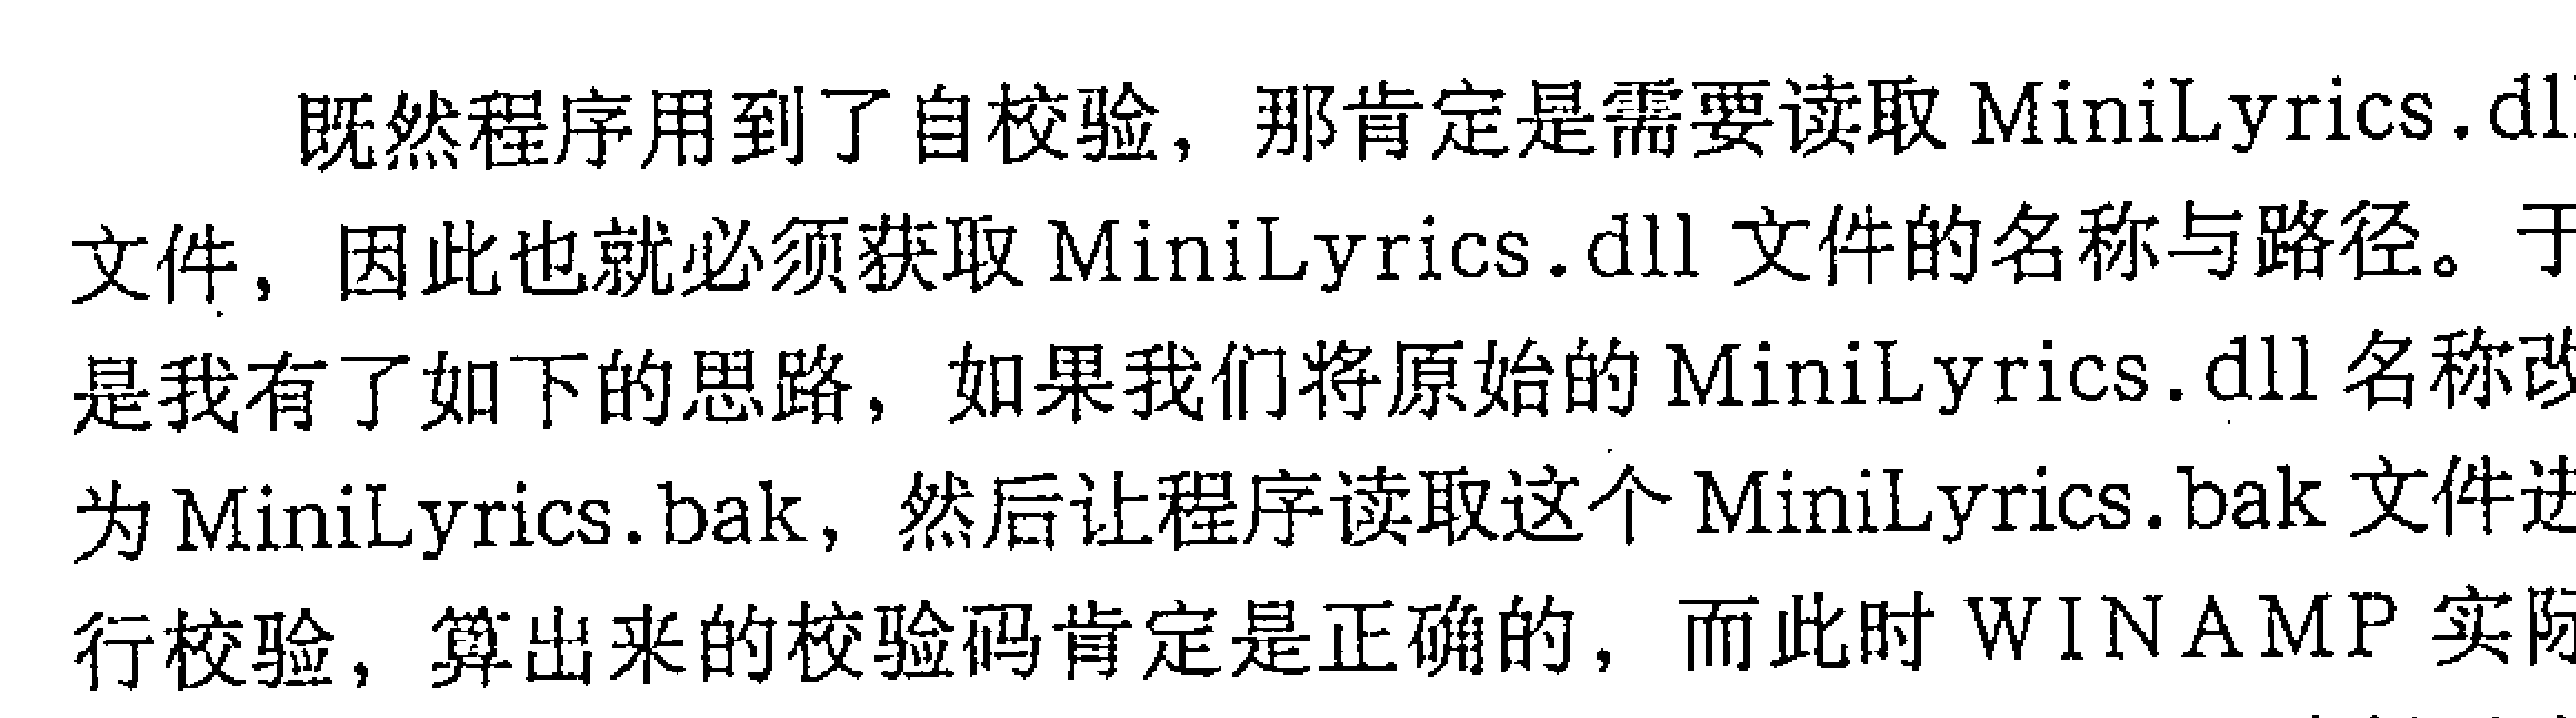 既然程序用到了自校验，那肯定是需要读取 MiniLyrics.dll
文件，因此也就必须获取 MiniLyrics.dll 文件的名称与路径。于
是我有了如下的思路，如果我们将原始的 MiniLyrics.dll 名称改
为 MiniLyrics.bak，然后让程序读取这个 MiniLyrics.bak 文件进
行校验，算出来的校验码肯定是正确的，而此时 WINAMP 实际